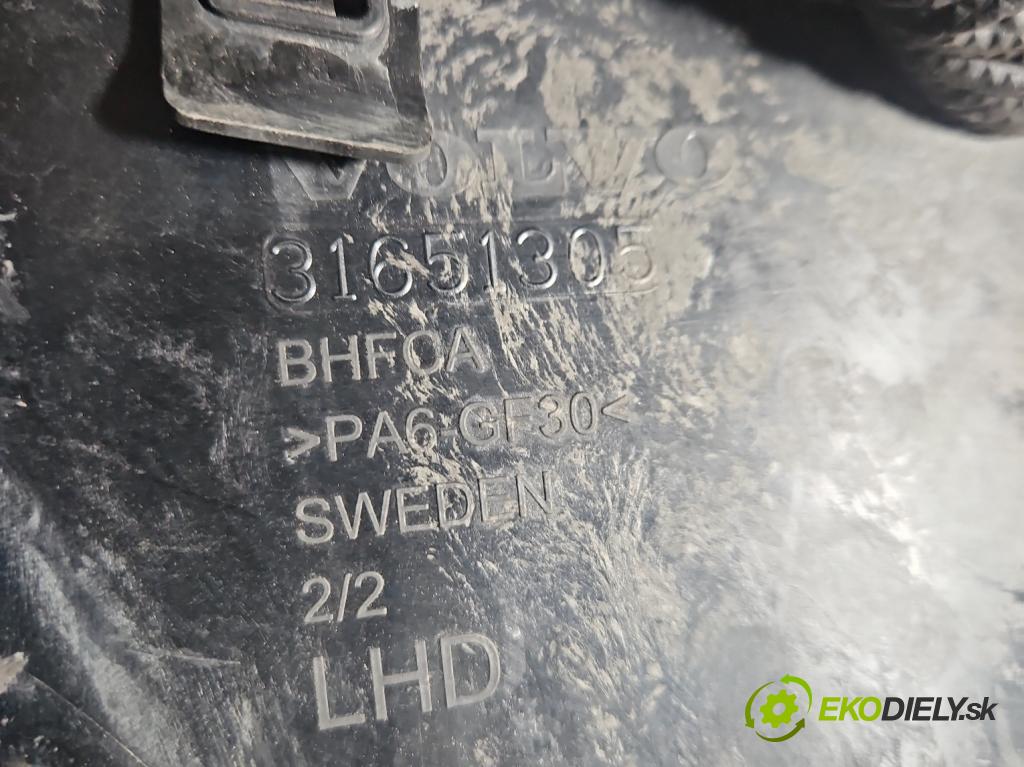 VOLVO
31651305
BHFOA
>PA6-GF30<
SWEDEN
2/2
LHD
EKODIELY.sk